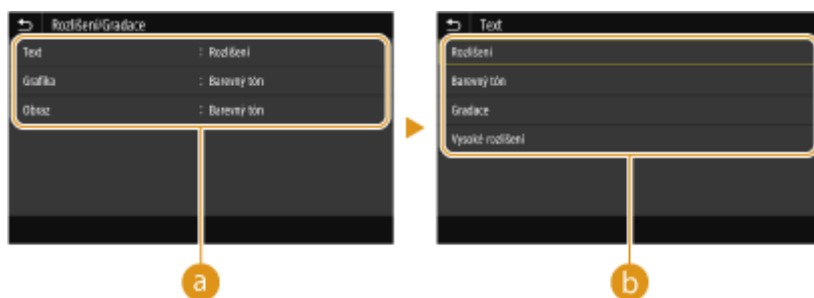 Rozlišení/Gradace
Text : Rozlišení
Grafika : Barevný tón
Obraz : Barevný tón
a
Text
Rozlišení
Barevný tón
Gradace
Vysoké rozlišení
b